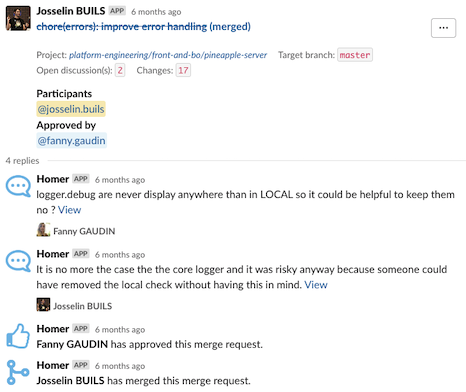 Josselin BUILS APP 6 months ago
chore(errors): improve error handling (merged)
Project: platform-engineering/front-and-bo/pineapple-server Target branch: master
Open discussion(s): 2 Changes: 17
Participants
@josselin.buils
Approved by
@fanny.gaudin
4 replies
Homer APP 6 months ago
logger.debug are never display anywhere than in LOCAL so it could be helpful to keep them
no ? View
Fanny GAUDIN
Homer APP 6 months ago
It is no more the case the the core logger and it was risky anyway because someone could
have removed the local check without having this in mind. View
Josselin BUILS
Homer APP 6 months ago
Fanny GAUDIN has approved this merge request.
Homer APP 6 months ago
Josselin BUILS has merged this merge request.